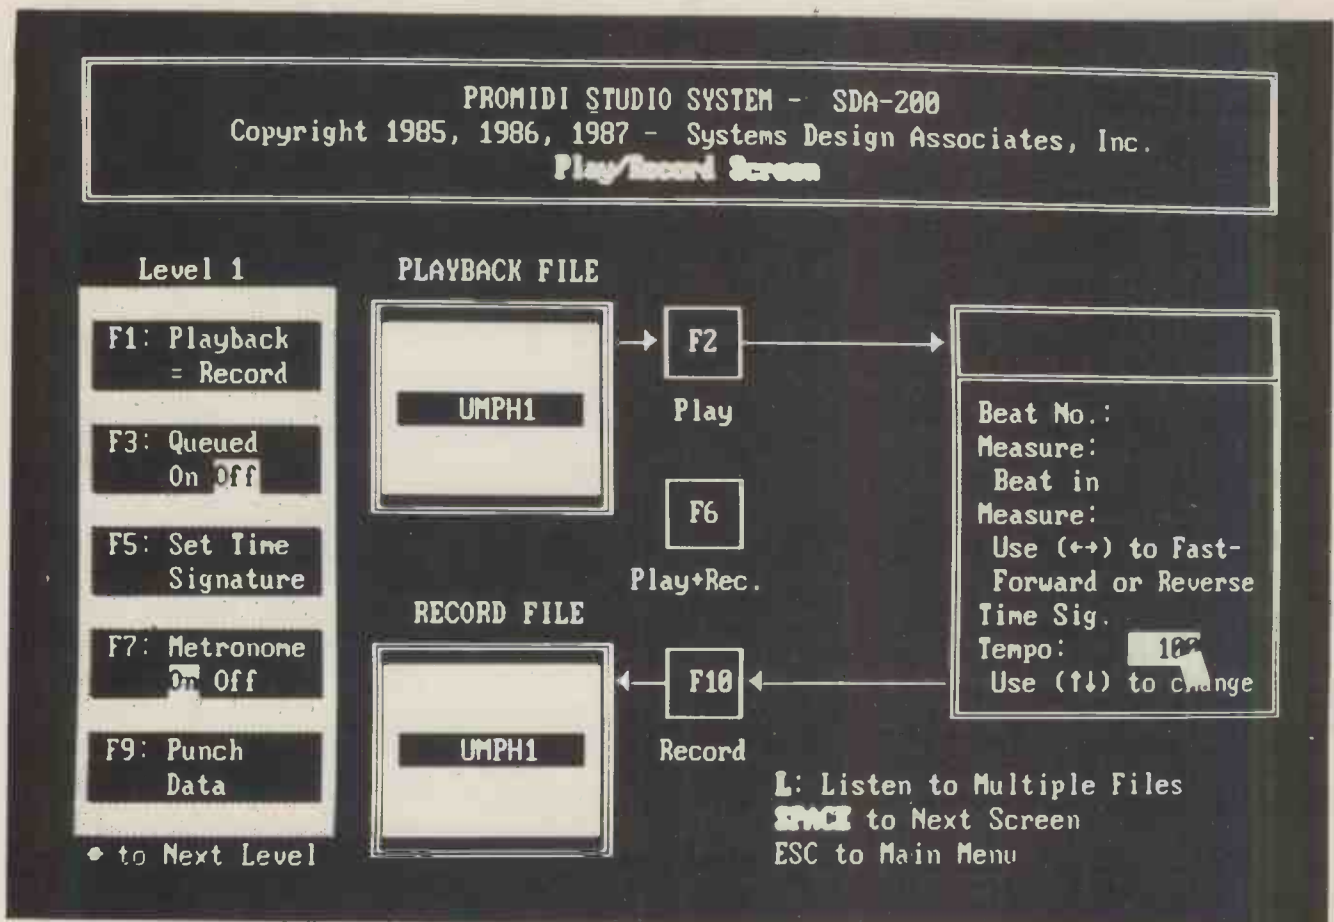 PROMIDI STUDIO SYSTEM - SDA-200
Copyright 1985, 1986, 1987 - Systems Design Associates, Inc.
Play/Record Screen
Level 1
F1: Playback
= Record
F3: Queued
On Off
F5: Set Time
Signature
F7: Metronome
On Off
F9: Punch
Data
to Next Level
PLAYBACK FILE
UMPH1
RECORD FILE
UMPH1
F2
Play
F6
Play+Rec.
F10
Record
Beat No.:
Measure:
Beat in
Measure:
Use (←→) to Fast-
Forward or Reverse
Time Sig.
Tempo: 100
Use (↑↓) to change
L: Listen to Multiple Files
SPACE to Next Screen
ESC to Main Menu